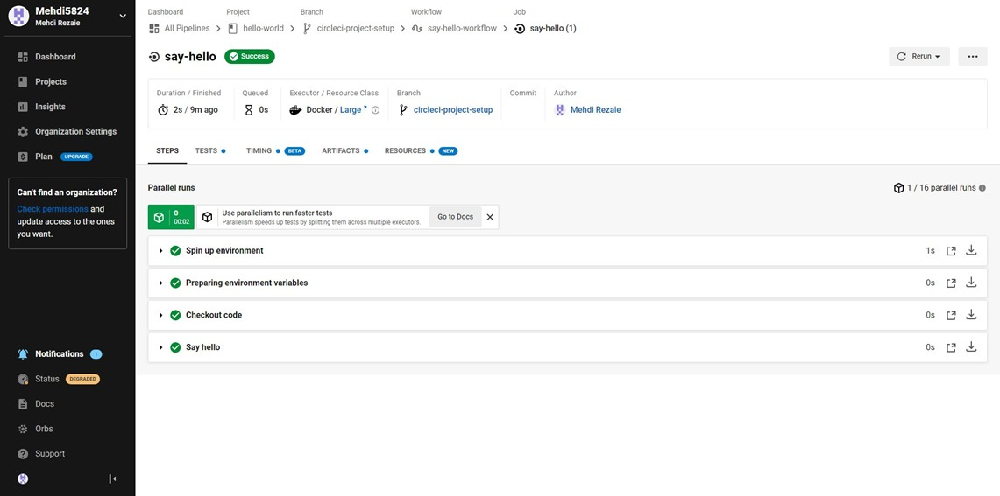 Mehdi5824
Mehdi Rezaie
Dashboard
Projects
Insights
Organization Settings
Plan UPGRADE
Can't find an organization?
Check permissions and
update access to the ones
you want.
Notifications 1
Status DEGRADED
Docs
Orbs
Support
Dashboard Project Branch Workflow Job
All Pipelines hello-world circleci-project-setup say-hello-workflow say-hello (1)
say-hello Success Rerun
Duration / Finished Queued Executor / Resource Class Branch Commit Author
2s / 9m ago 0s Docker / Large circleci-project-setup Mehdi Rezaie
STEPS TESTS TIMING BETA ARTIFACTS RESOURCES NEW
Parallel runs 1 / 16 parallel runs
0
00:02
Use parallelism to run faster tests
Parallelism speeds up tests by splitting them across multiple executors.
Go to Docs
Spin up environment 1s
Preparing environment variables 0s
Checkout code 0s
Say hello 0s